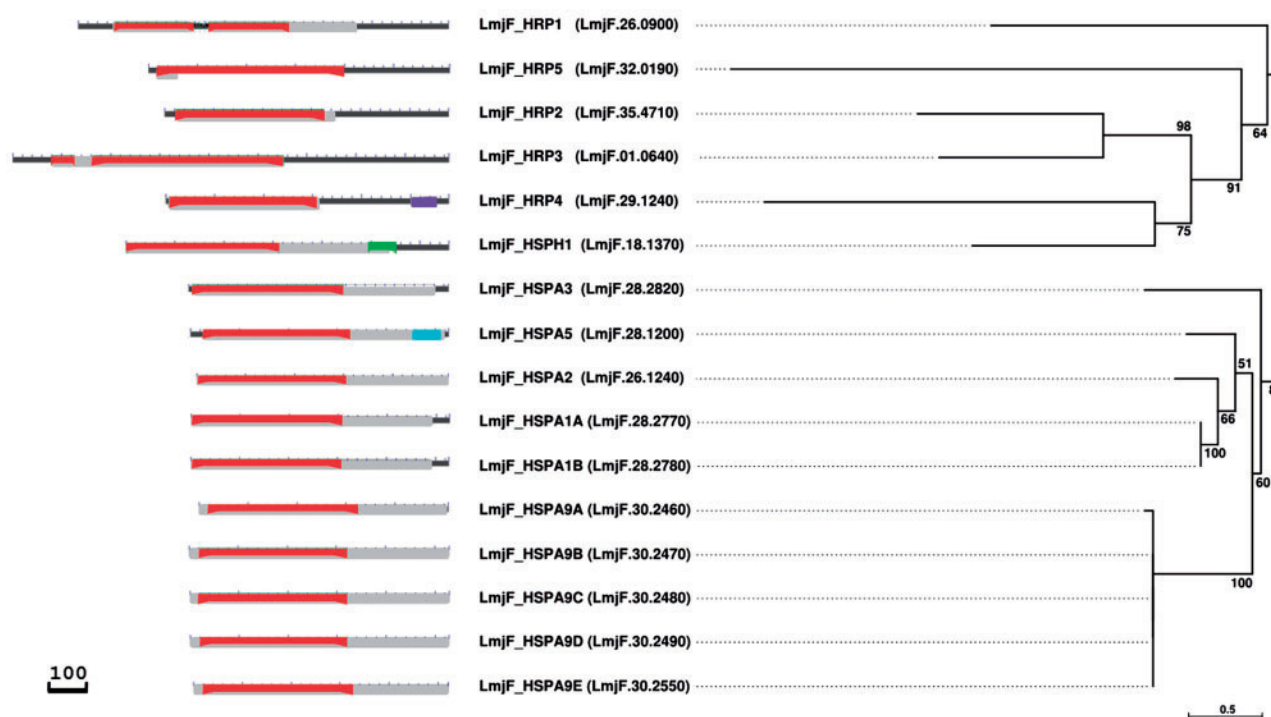 LmjF_HRP1 (LmjF.26.0900)
LmjF_HRP5 (LmjF.32.0190)
LmjF_HRP2 (LmjF.35.4710)
98
64
LmjF_HRP3 (LmjF.01.0640)
91
LmjF_HRP4 (LmjF.29.1240)
75
LmjF_HSPH1 (LmjF.18.1370)
LmjF_HSPA3 (LmjF.28.2820)
LmjF_HSPA5 (LmjF.28.1200)
51
LmjF_HSPA2 (LmjF.26.1240)
66
LmjF_HSPA1A (LmjF.28.2770)
100
LmjF_HSPA1B (LmjF.28.2780)
60
LmjF_HSPA9A (LmjF.30.2460)
LmjF_HSPA9B (LmjF.30.2470)
100
LmjF_HSPA9C (LmjF.30.2480)
LmjF_HSPA9D (LmjF.30.2490)
100
LmjF_HSPA9E (LmjF.30.2550)
0.5